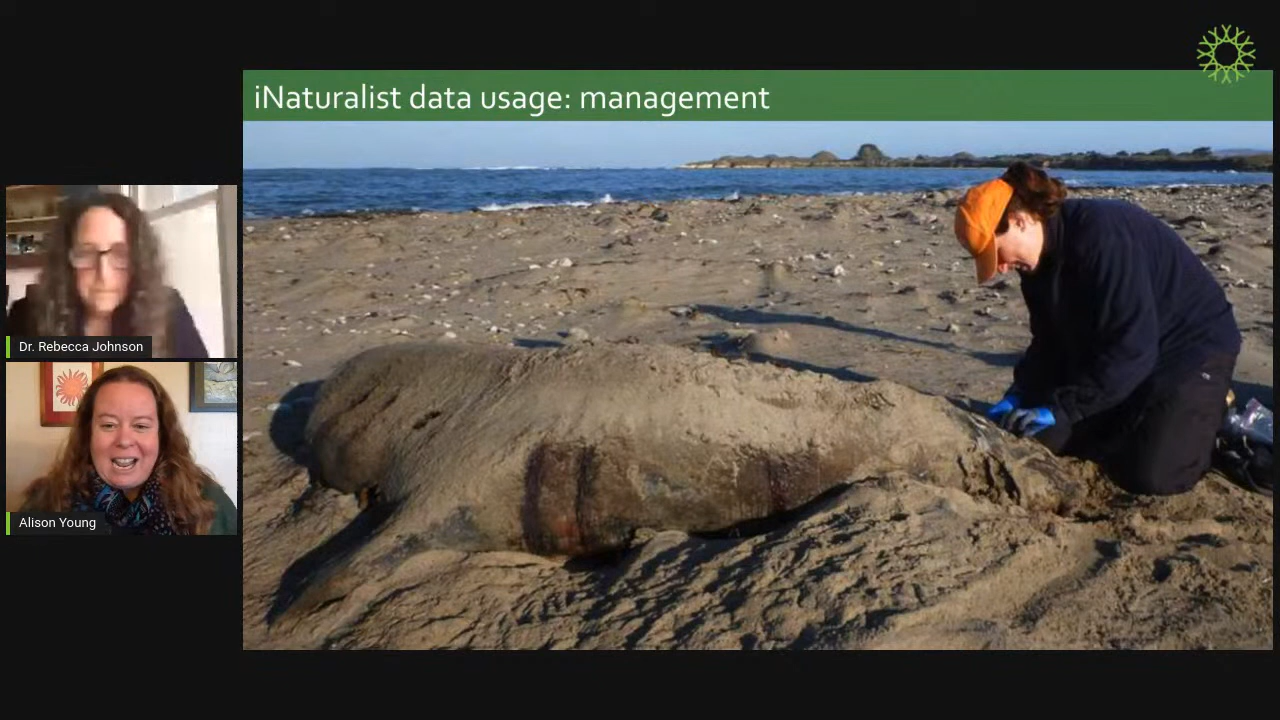 iNaturalist data usage: management
Dr. Rebecca Johnson
Alison Young